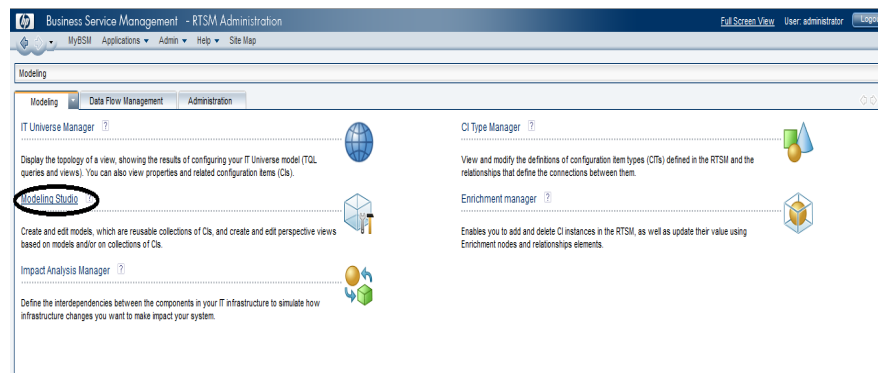 hp Business Service Management - RTSM Administration Full Screen View User: administrator Logou
MyBSM Applications Admin Help Site Map
Modeling
Modeling Data Flow Management Administration
IT Universe Manager ?
Display the topology of a view, showing the results of configuring your IT Universe model (TQL
queries and views). You can also view properties and related configuration items (CIs).
Modeling Studio ?
Create and edit models, which are reusable collections of CIs, and create and edit perspective views
based on models and/or on collections of CIs.
Impact Analysis Manager ?
Define the interdependencies between the components in your IT infrastructure to simulate how
infrastructure changes you want to make impact your system.
CI Type Manager ?
View and modify the definitions of configuration item types (CITs) defined in the RTSM and the
relationships that define the connections between them.
Enrichment manager ?
Enables you to add and delete CI instances in the RTSM, as well as update their value using
Enrichment nodes and relationships elements.